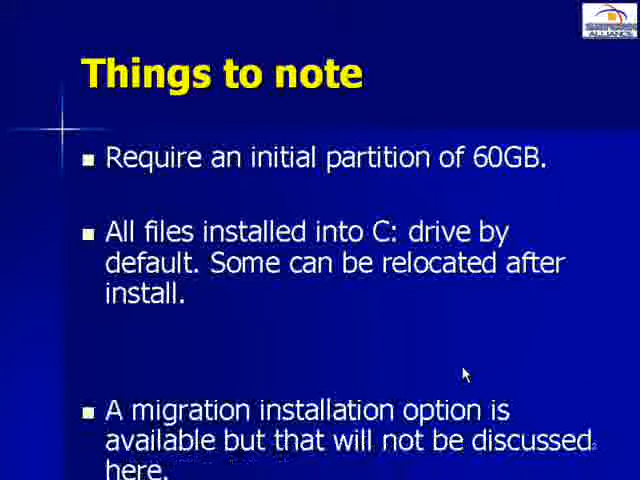 ALLIANCE
Things to note
Require an initial partition of 60GB.
All files installed into C: drive by
default. Some can be relocated after
install.
A migration installation option is
available but that will not be discussed
here.